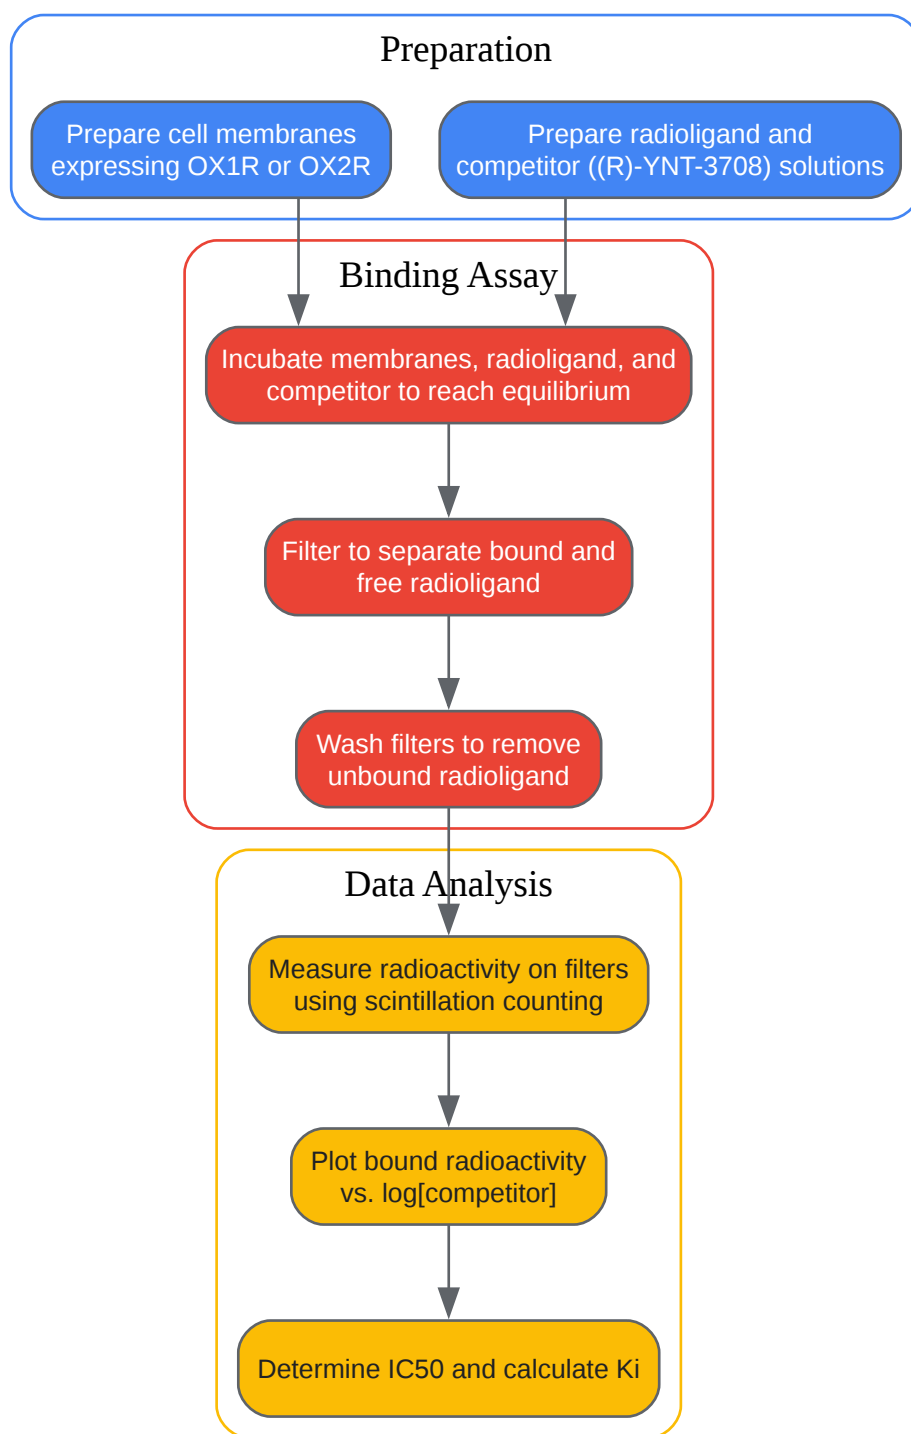 Preparation
Prepare cell membranes
expressing OX1R or OX2R
Prepare radioligand and
competitor ((R)-YNT-3708) solutions
Binding Assay
Incubate membranes, radioligand, and
competitor to reach equilibrium
Filter to separate bound and
free radioligand
Wash filters to remove
unbound radioligand
Data Analysis
Measure radioactivity on filters
using scintillation counting
Plot bound radioactivity
vs. log[competitor]
Determine IC50 and calculate Ki